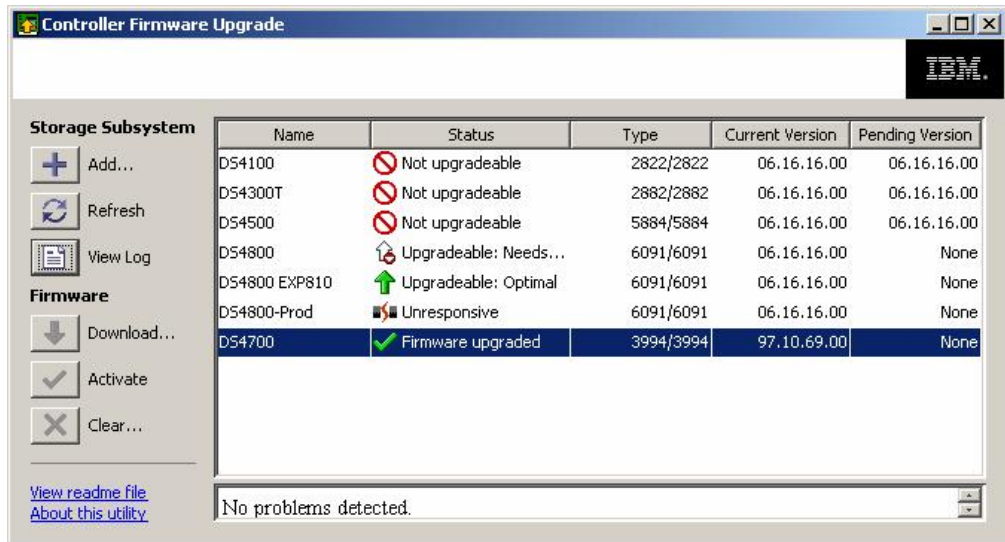 Controller Firmware Upgrade
IBM.
Storage Subsystem
Add...
Refresh
View Log
Firmware
Download...
Activate
Clear...
View readme file
About this utility
Name Status Type Current Version Pending Version
DS4100 Not upgradeable 2822/2822 06.16.16.00 06.16.16.00
DS4300T Not upgradeable 2882/2882 06.16.16.00 06.16.16.00
DS4500 Not upgradeable 5884/5884 06.16.16.00 06.16.16.00
DS4800 Upgradeable: Needs... 6091/6091 06.16.16.00 None
DS4800 EXP810 Upgradeable: Optimal 6091/6091 06.16.16.00 None
DS4800-Prod Unresponsive 6091/6091 06.16.16.00 None
DS4700 Firmware upgraded 3994/3994 97.10.69.00 None
No problems detected.